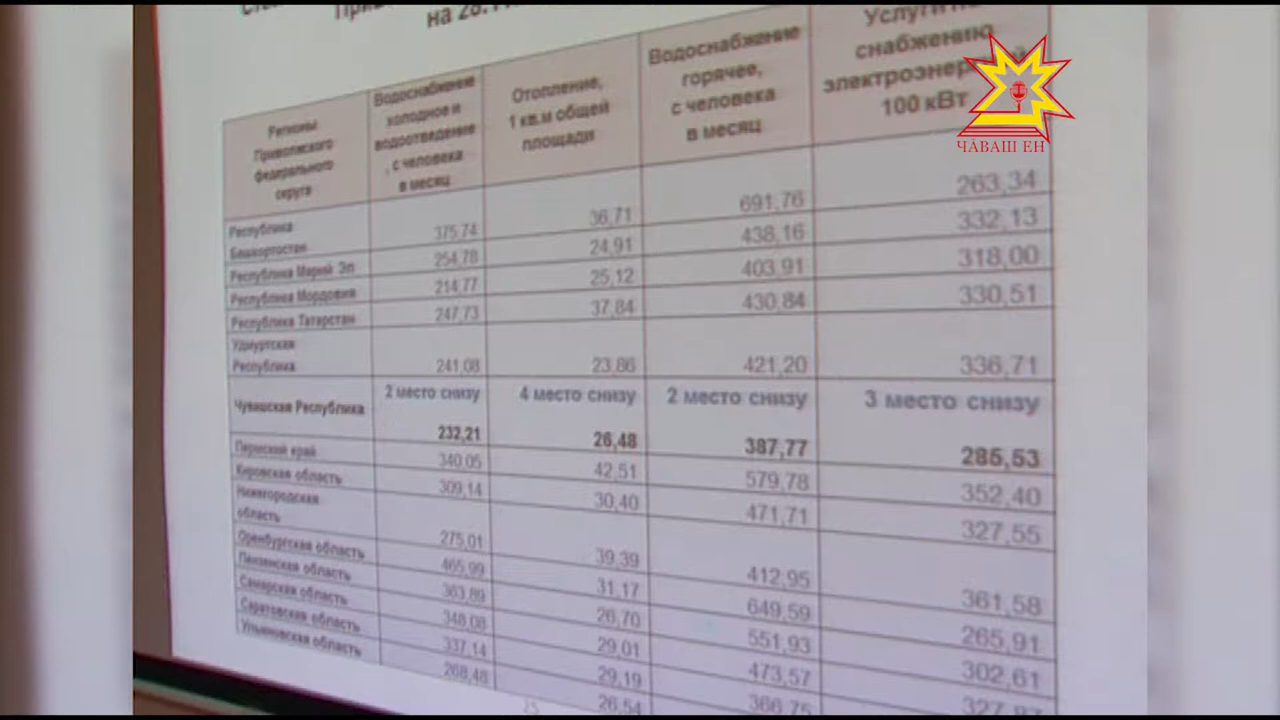 на 28.
Регионы Приволжского федерального округа | Водоснабжение холодное и водоотведение, с человека в месяц | Отопление, 1 кв.м общей площади | Водоснабжение горячее, с человека в месяц | Услуги снабжению 100 кВт
Республика Башкортостан 375,74 36,71 691,76 263,34
Республика Марий Эл 254,78 24,91 438,16 332,13
Республика Мордовия 214,77 25,12 403,91 318,00
Республика Татарстан 247,73 37,84 430,84 330,51
Удмуртская Республика 241,08 23,86 421,20 336,71
2 место снизу 4 место снизу 2 место снизу 3 место снизу
Чувашская Республика 232,21 26,48 387,77 285,53
Пермский край 340,05 42,51 579,78 352,40
Кировская область 309,14 30,40 471,71 327,55
Нижегородская область 275,01 39,39 412,95 361,58
Оренбургская область 465,99 31,17 649,59 265,91
Пензенская область 363,89 26,70 551,93 302,61
Самарская область 348,08 29,01 473,57
Саратовская область 337,14 29,19 366,75
Ульяновская область 268,48 26,54
ЧӐВАШ ЕН